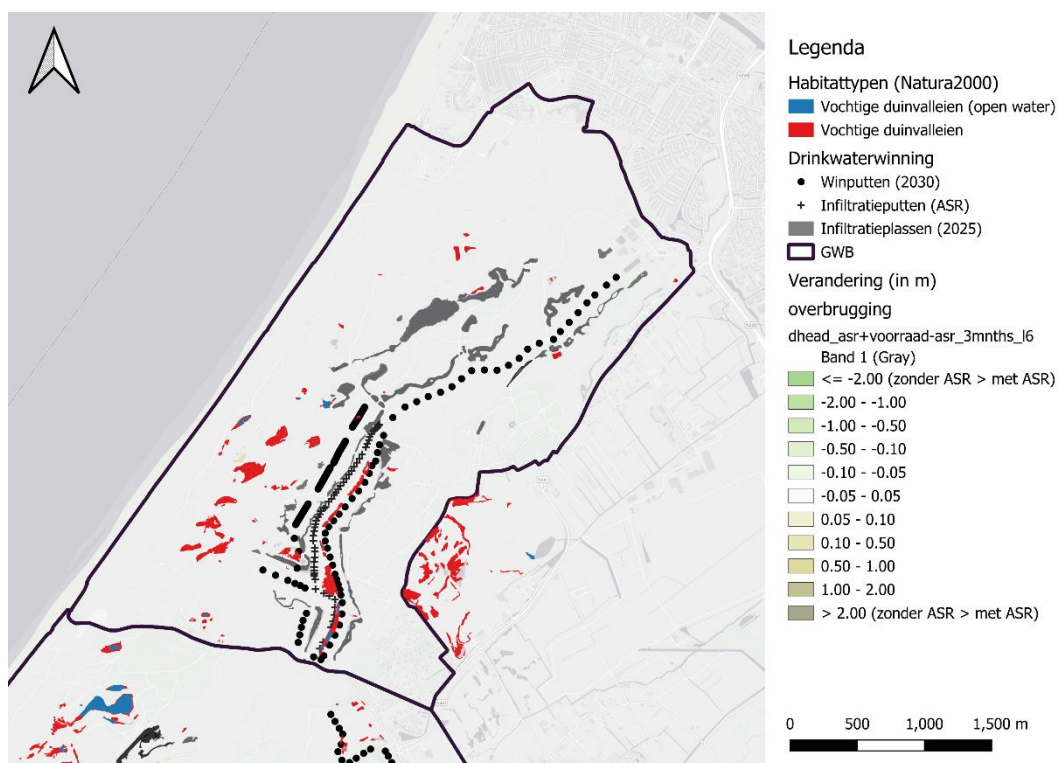 Legenda
Habitattypen (Natura2000)
Vochtige duinvalleien (open water)
Vochtige duinvalleien
Drinkwaterwinning
Winputten (2030)
Infiltratieputten (ASR)
Infiltratieplassen (2025)
GWB
Verandering (in m)
overbrugging
dhead_asr+voorraad-asr_3mnths_l6
Band 1 (Gray)
<= -2.00 (zonder ASR > met ASR)
-2.00 - -1.00
-1.00 - -0.50
-0.50 - -0.10
-0.10 - -0.05
-0.05 - 0.05
0.05 - 0.10
0.10 - 0.50
0.50 - 1.00
1.00 - 2.00
> 2.00 (zonder ASR > met ASR)
0 500 1,000 1,500 m